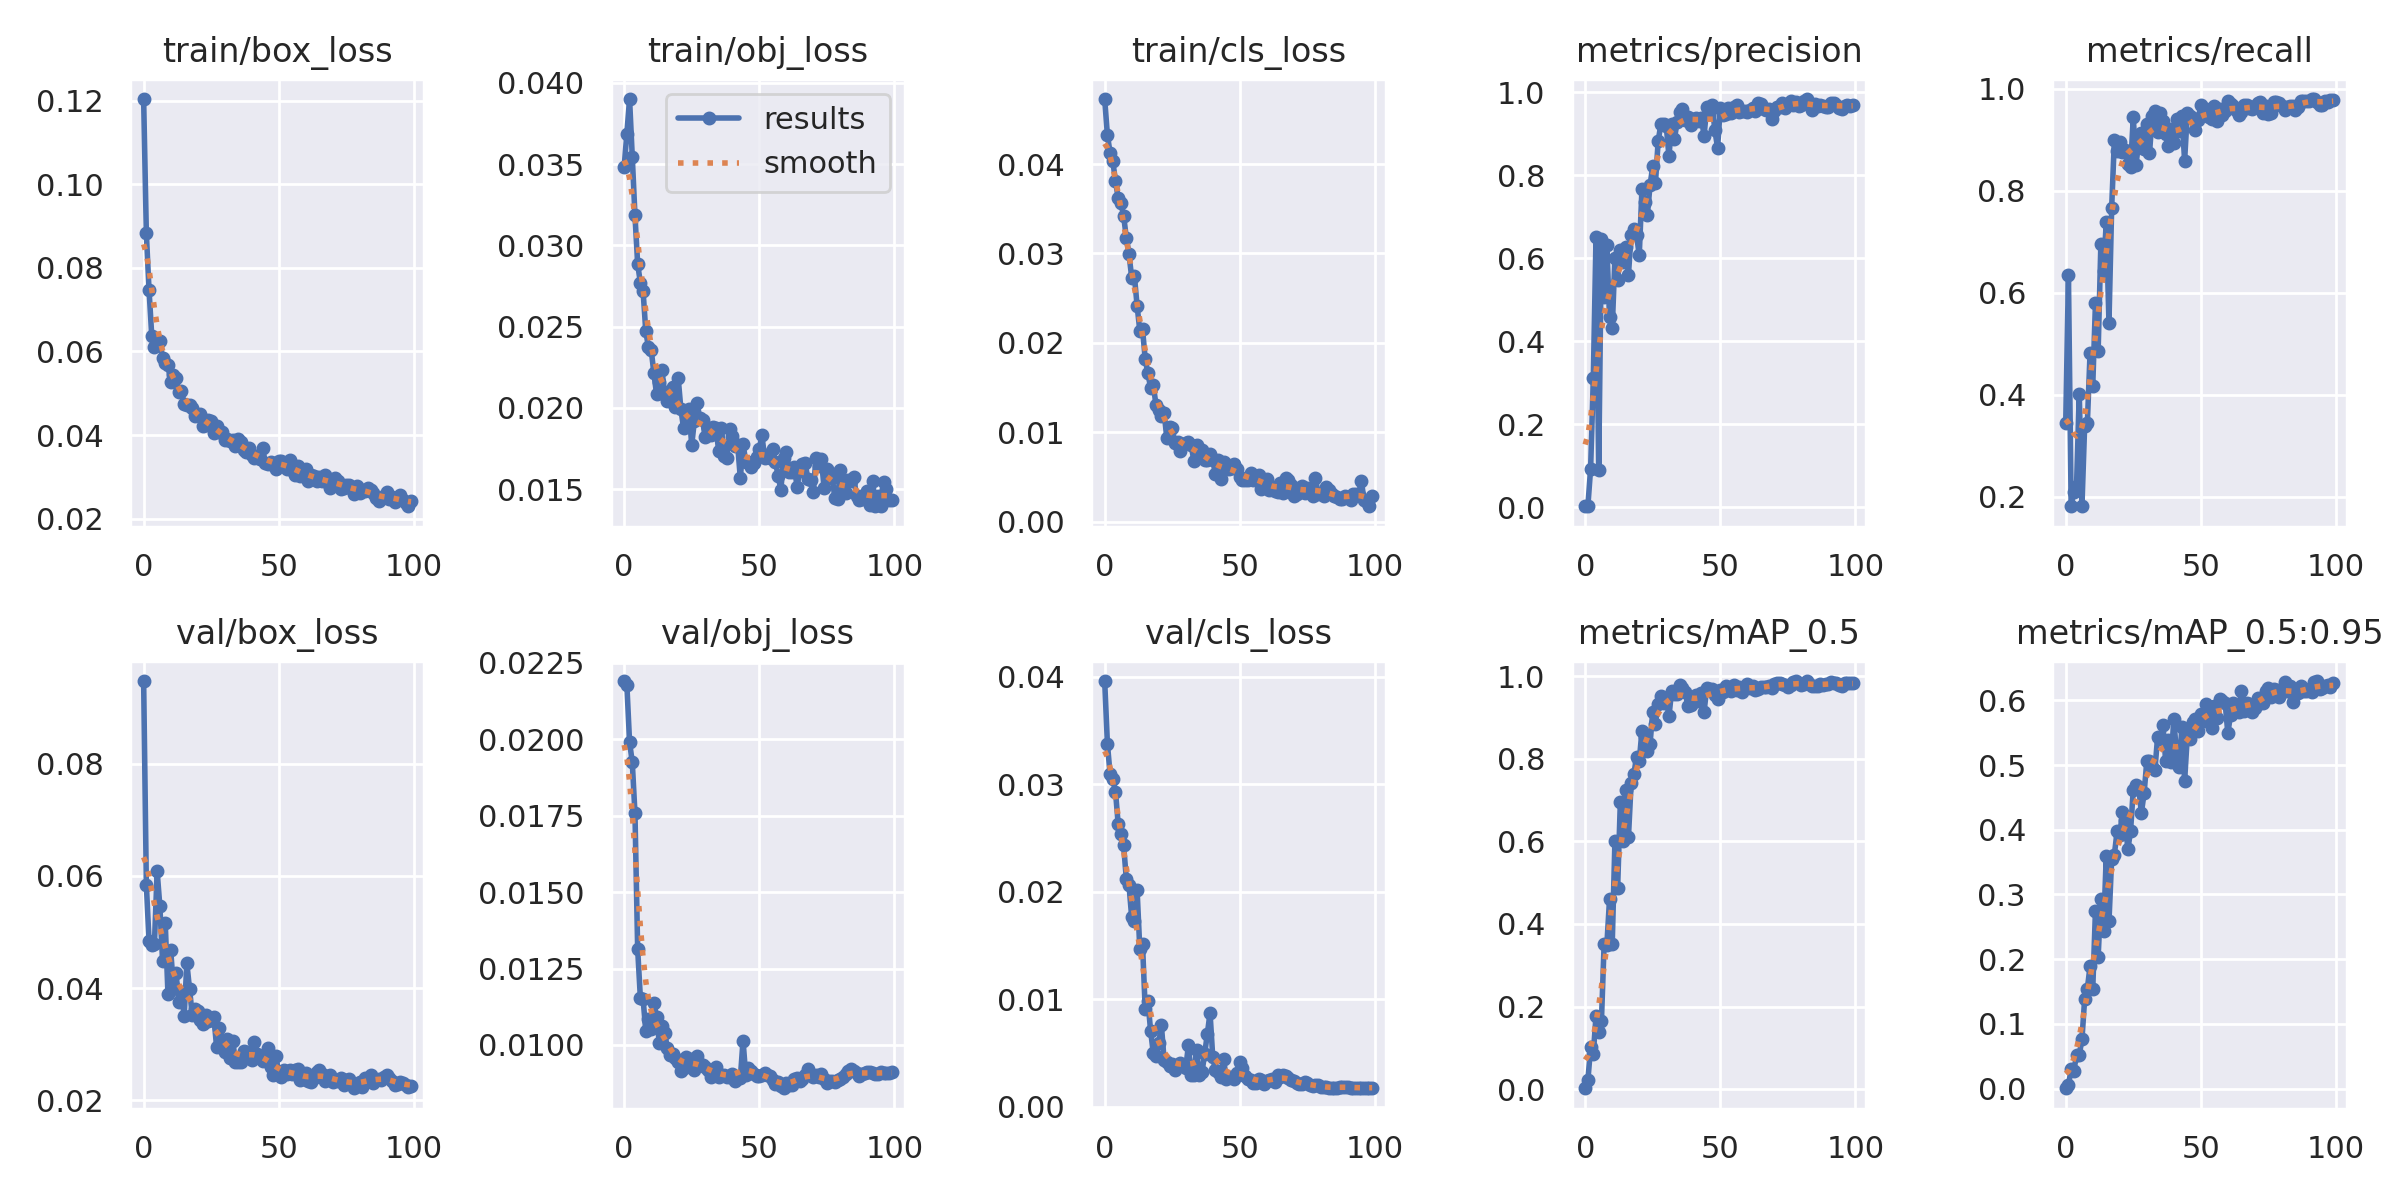 train/box_loss
0.12
0.10
0.08
0.06
0.04
0.02
0 50 100
train/obj_loss
0.040
0.035
0.030
0.025
0.020
0.015
results
smooth
0 50 100
train/cls_loss
0.04
0.03
0.02
0.01
0.00
0 50 100
metrics/precision
1.0
0.8
0.6
0.4
0.2
0.0
0 50 100
metrics/recall
1.0
0.8
0.6
0.4
0.2
0 50 100
val/box_loss
0.08
0.06
0.04
0.02
0 50 100
val/obj_loss
0.0225
0.0200
0.0175
0.0150
0.0125
0.0100
0 50 100
val/cls_loss
0.04
0.03
0.02
0.01
0.00
0 50 100
metrics/mAP_0.5
1.0
0.8
0.6
0.4
0.2
0.0
0 50 100
metrics/mAP_0.5:0.95
0.6
0.5
0.4
0.3
0.2
0.1
0.0
0 50 100